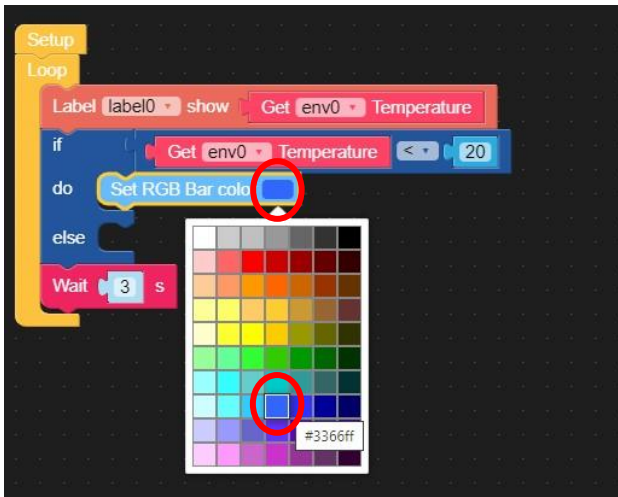 Setup
Loop
Label label0 show Get env0 Temperature
if Get env0 Temperature < 20
do Set RGB Bar colo
else
Wait 3 s
#3366ff